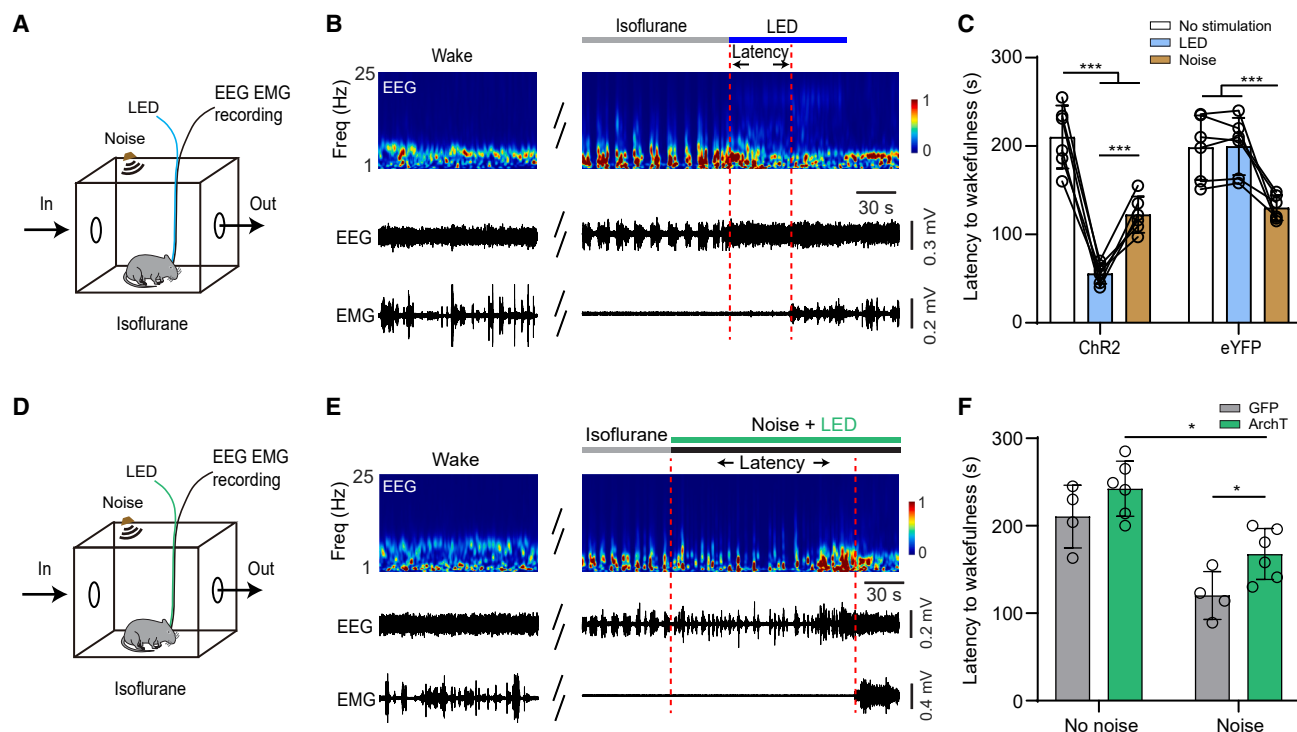 A
LED
EEG EMG
recording
Noise
In
Out
Isoflurane
B
Isoflurane
LED
Wake
Latency
25
EEG
Freq (Hz)
1
1
0
30 s
EEG
0.3 mV
EMG
0.2 mV
C
No stimulation
LED
Noise
***
***
***
300
200
100
0
Latency to wakefulness (s)
ChR2
eYFP
D
LED
EEG EMG
recording
Noise
In
Out
Isoflurane
E
Noise + LED
Isoflurane
Wake
Latency
25
EEG
Freq (Hz)
1
1
0
30 s
EEG
0.2 mV
EMG
0.4 mV
F
GFP
ArchT
*
*
300
200
100
0
Latency to wakefulness (s)
No noise
Noise